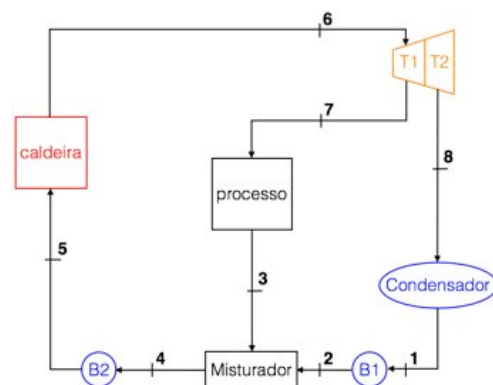 6
T1 T2
7
caldeira
8
processo
5
3
Condensador
4
2
1
B2
Misturador
B1